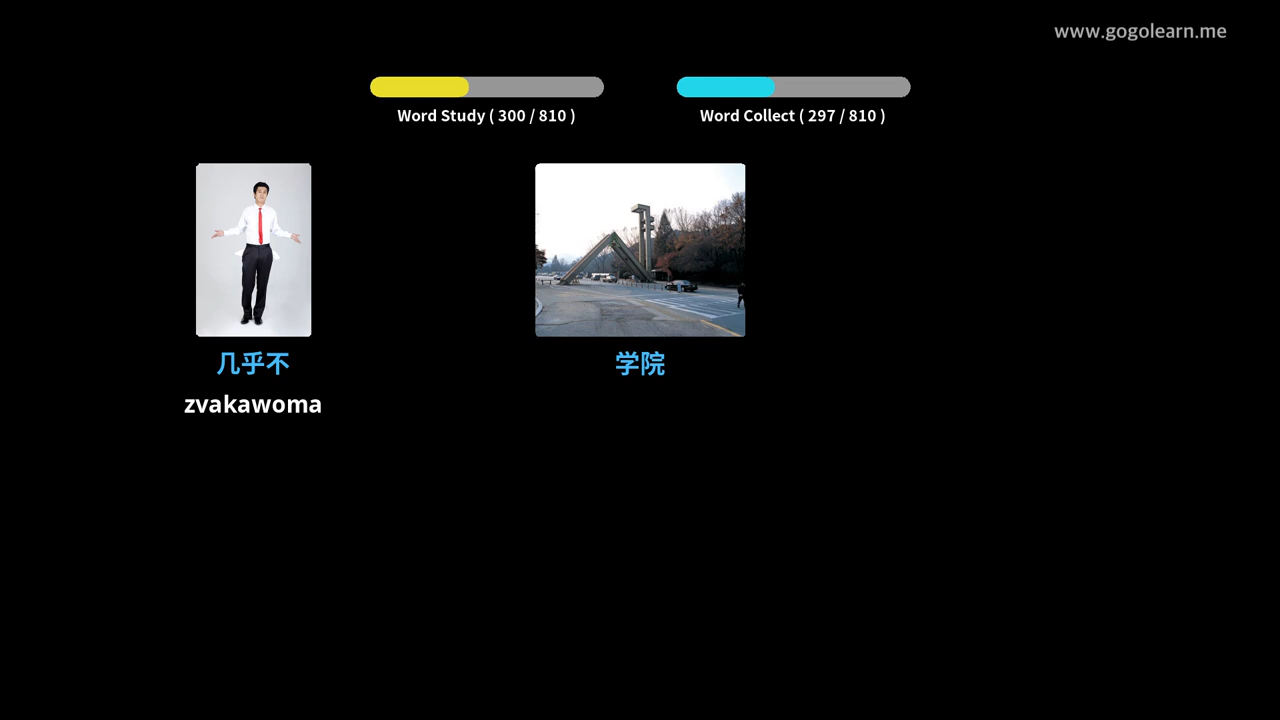 www.gogolearn.me
Word Study ( 300 / 810 )
Word Collect ( 297 / 810 )
几乎不
学院
zvakawoma